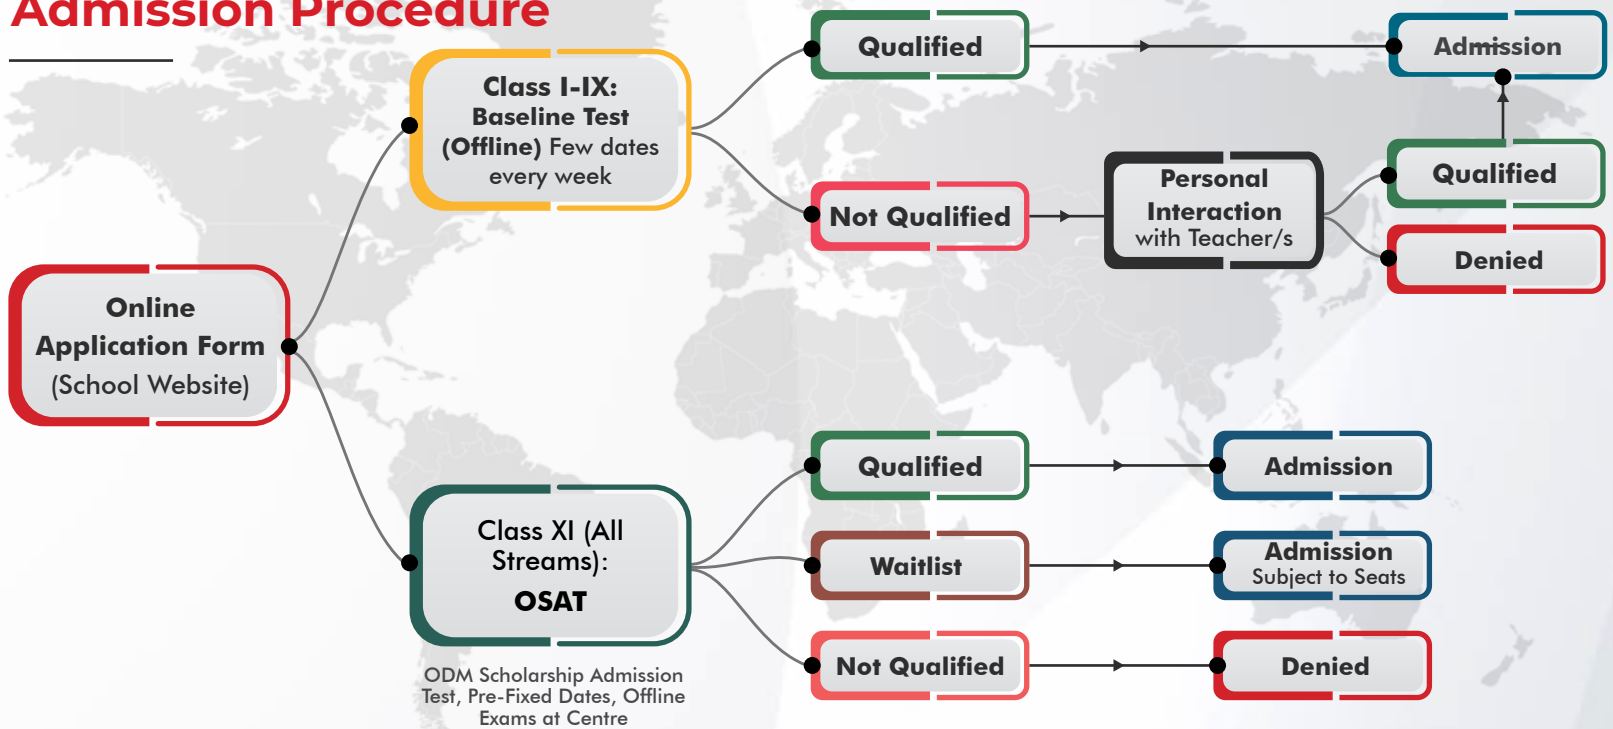 Admission Procedure
Online
Application Form
(School Website)
Class I-IX:
Baseline Test
(Offline) Few dates
every week
Qualified
Admission
Not Qualified
Personal
Interaction
with Teacher/s
Qualified
Denied
Class XI (All
Streams):
OSAT
ODM Scholarship Admission
Test, Pre-Fixed Dates, Offline
Exams at Centre
Qualified
Admission
Waitlist
Admission
Subject to Seats
Not Qualified
Denied